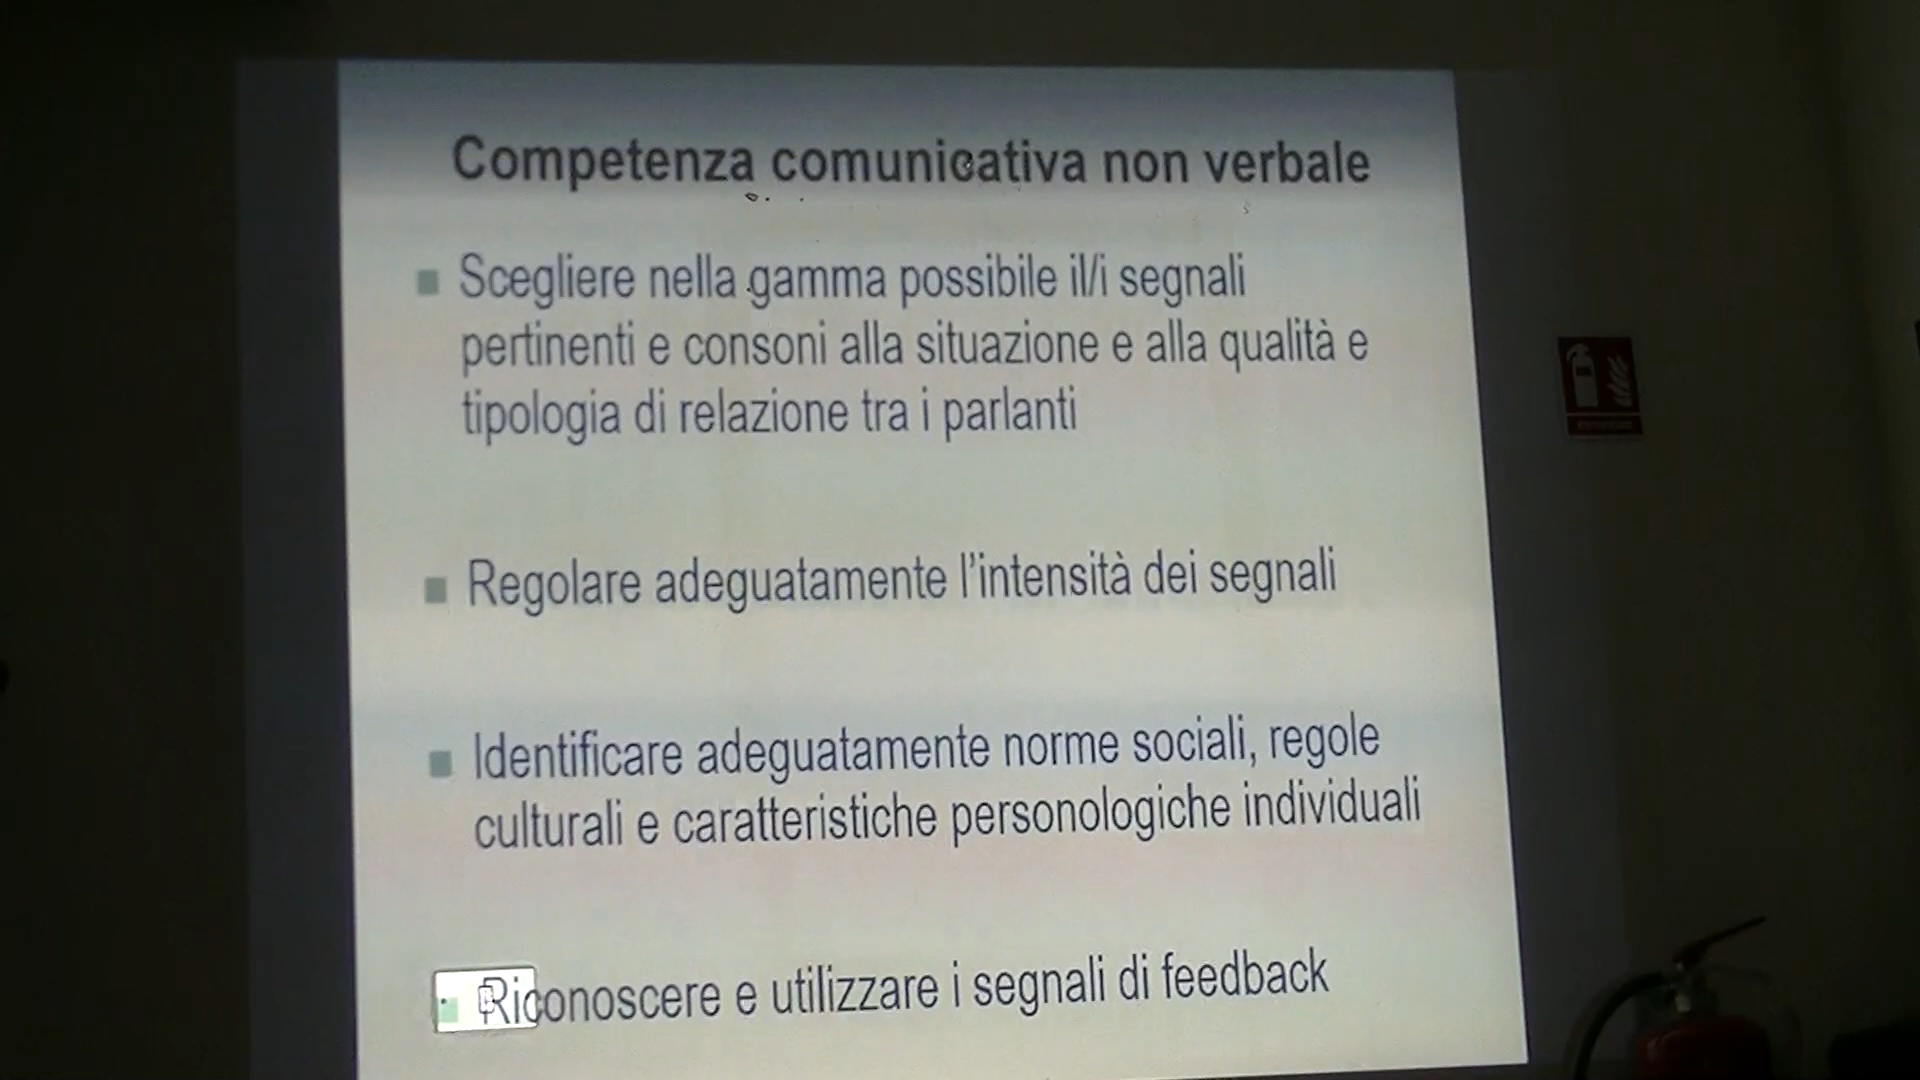 Competenza comunicativa non verbale
Scegliere nella gamma possibile il/i segnali
pertinenti e consoni alla situazione e alla qualità e
tipologia di relazione tra i parlanti
Regolare adeguatamente l'intensità dei segnali
Identificare adeguatamente norme sociali, regole
culturali e caratteristiche personologiche individuali
Riconoscere e utilizzare i segnali di feedback